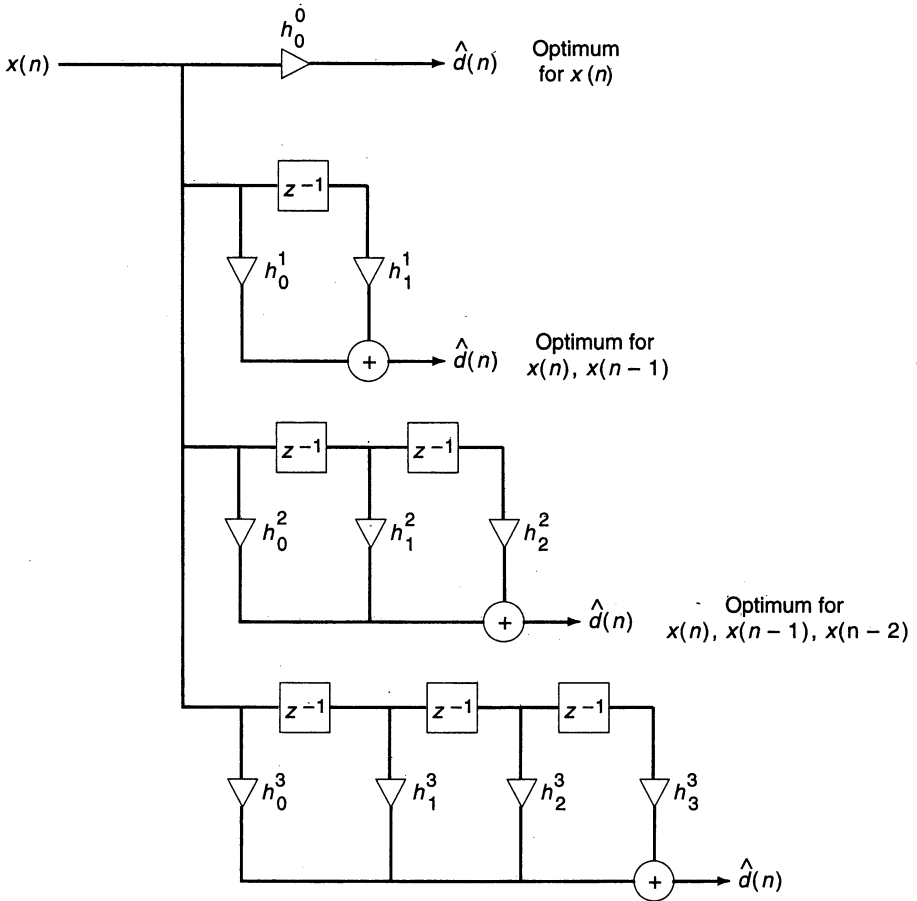 h_0^0
x(n)
d̂(n)
Optimum
for x(n)
z⁻¹
h_0^1
h_1^1
+
d̂(n)
Optimum for
x(n), x(n − 1)
z⁻¹ z⁻¹
h_0^2 h_1^2 h_2^2
+
d̂(n)
Optimum for
x(n), x(n − 1), x(n − 2)
z⁻¹ z⁻¹ z⁻¹
h_0^3 h_1^3 h_2^3 h_3^3
+
d̂(n)